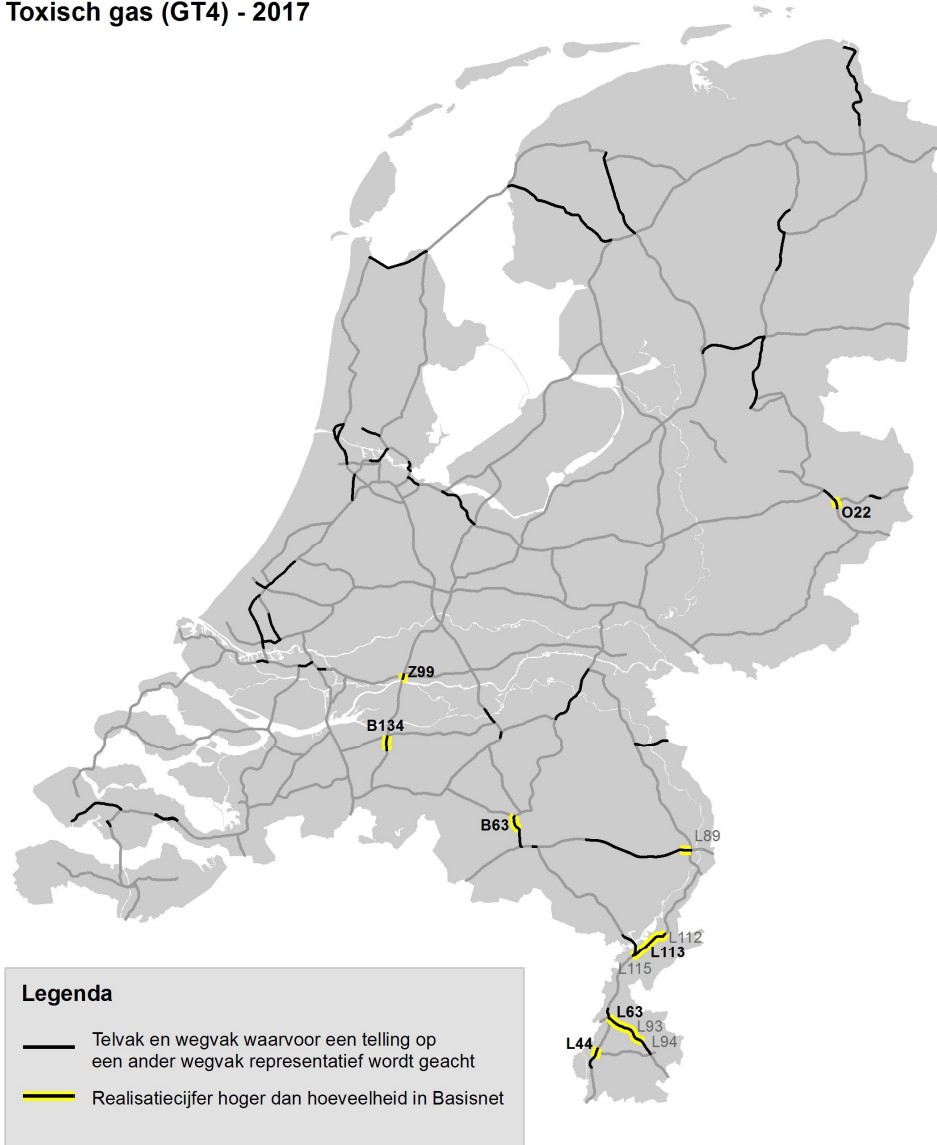 Toxisch gas (GT4) - 2017
O22
Z99
B134
B63
L89
L112
L113
L115
L63
L93
L94
L44
Legenda
Telvak en wegvak waarvoor een telling op
een ander wegvak representatief wordt geacht
Realisatiecijfer hoger dan hoeveelheid in Basisnet